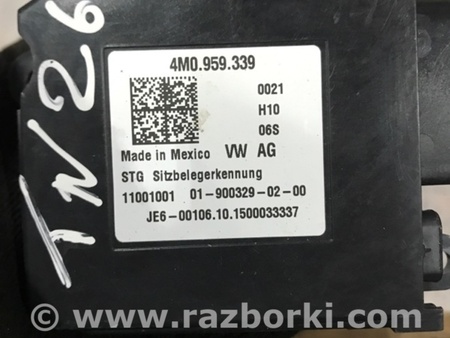 4M0.959.339
0021
H10
06S
Made in Mexico VW AG
STG Sitzbelegerkennung
11001001 01-900329-02-00
JE6-00106.10.1500033337
TN26
© www.razborki.com